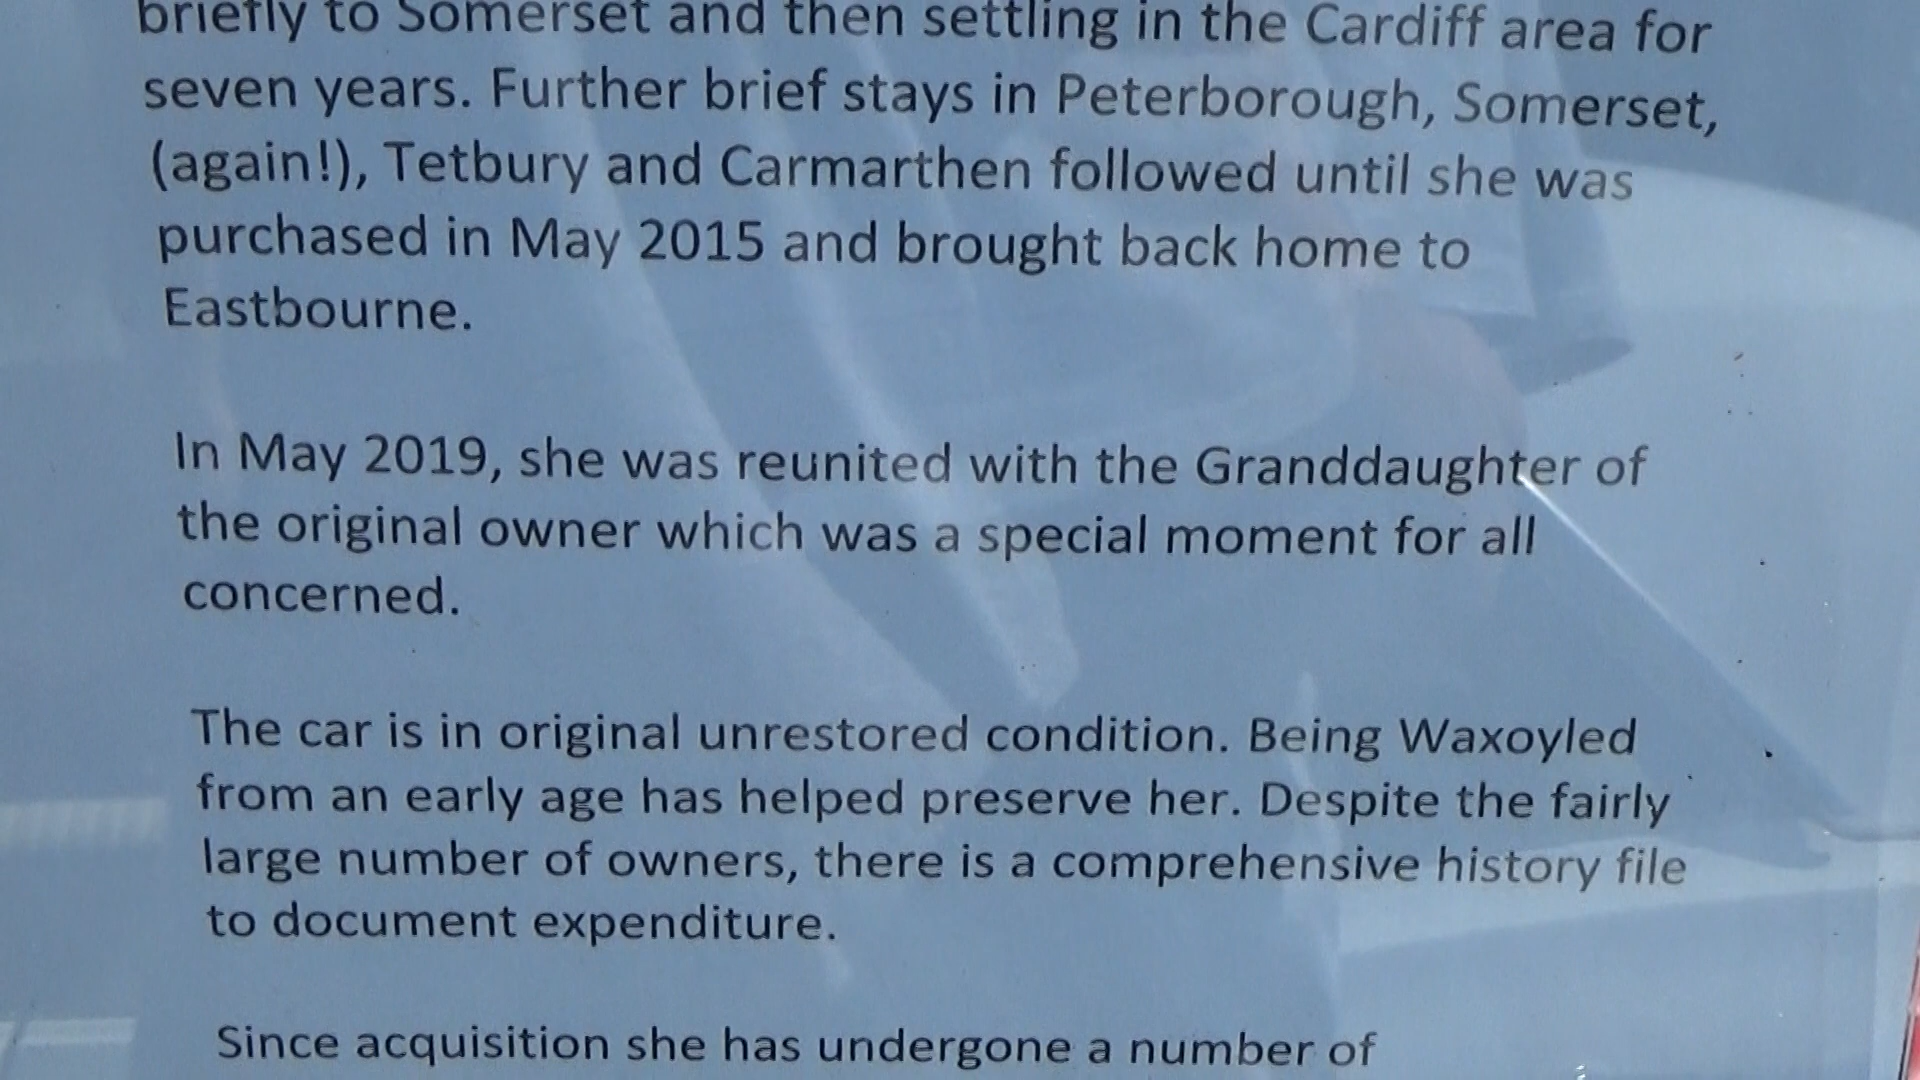 briefly to Somerset and then settling in the Cardiff area for
seven years. Further brief stays in Peterborough, Somerset,
(again!), Tetbury and Carmarthen followed until she was
purchased in May 2015 and brought back home to
Eastbourne.
In May 2019, she was reunited with the Granddaughter of
the original owner which was a special moment for all
concerned.
The car is in original unrestored condition. Being Waxoyled
from an early age has helped preserve her. Despite the fairly
large number of owners, there is a comprehensive history file
to document expenditure.
Since acquisition she has undergone a number of